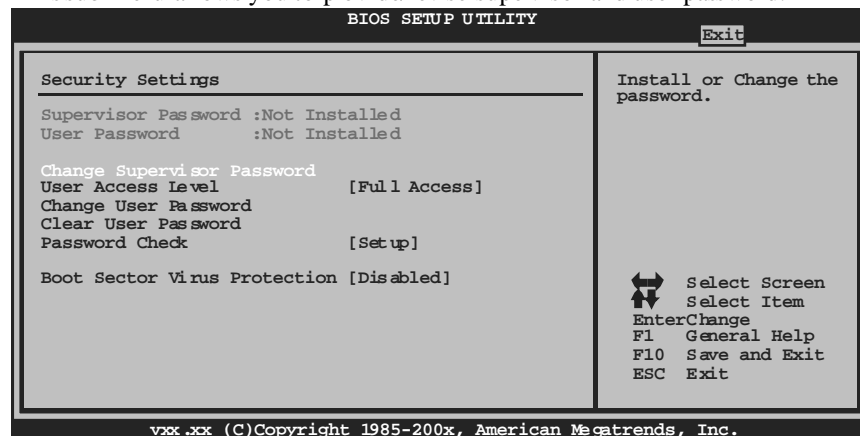 BIOS SETUP UTILITY
Exit
Security Settings
Supervisor Password :Not Installed
User Password :Not Installed
Change Supervisor Password
User Access Level [Full Access]
Change User Password
Clear User Password
Password Check [Setup]
Boot Sector Virus Protection [Disabled]
Install or Change the
password.
Select Screen
Select Item
EnterChange
F1 General Help
F10 Save and Exit
ESC Exit
vxx.xx (C)Copyright 1985-200x, American Megatrends, Inc.